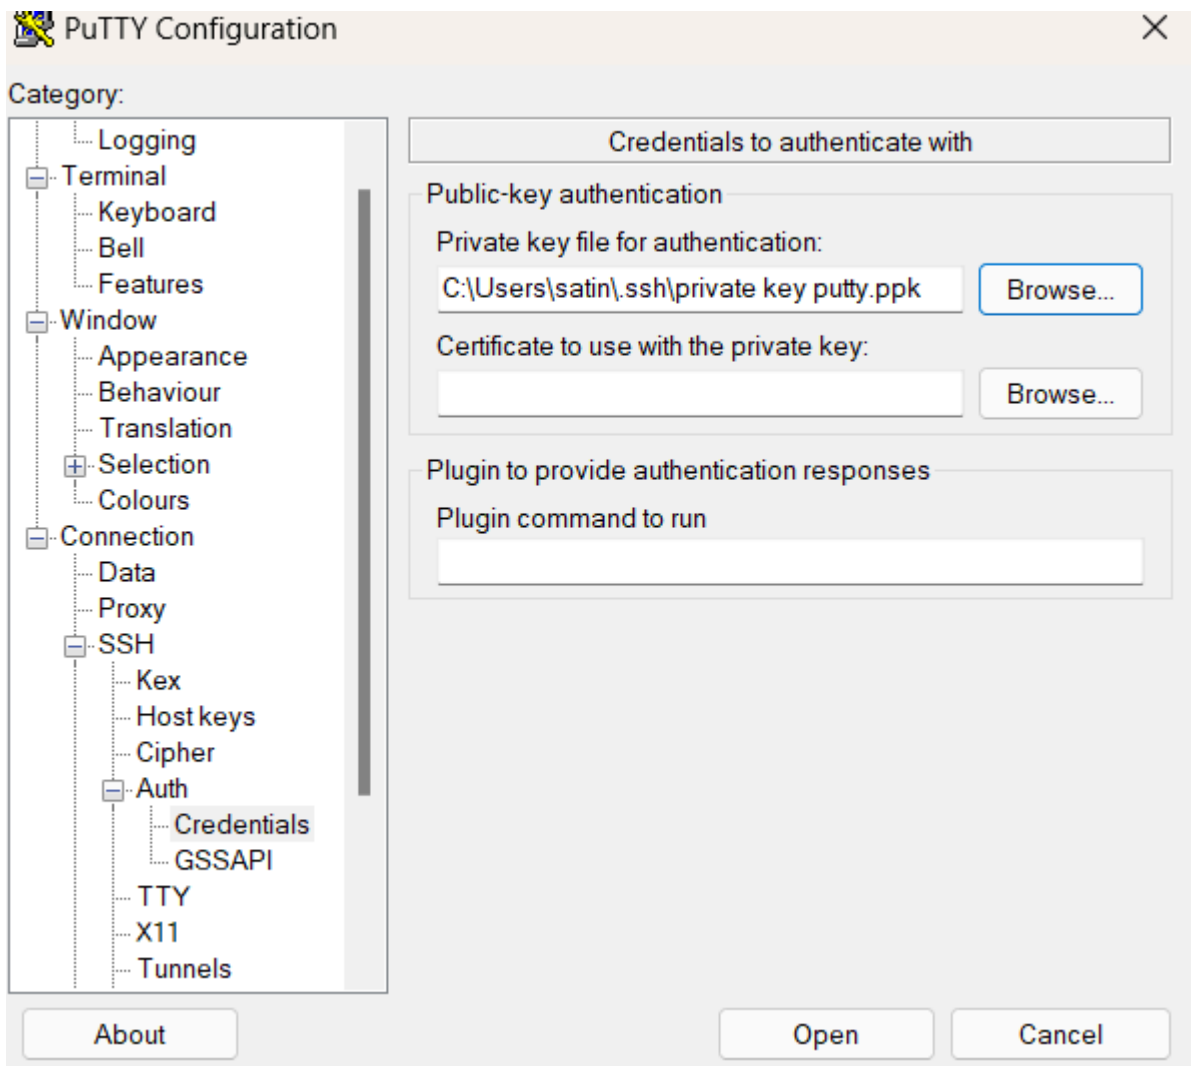 PuTTY Configuration
Category:
Logging
Terminal
Keyboard
Bell
Features
Window
Appearance
Behaviour
Translation
Selection
Colours
Connection
Data
Proxy
SSH
Kex
Host keys
Cipher
Auth
Credentials
GSSAPI
TTY
X11
Tunnels
Credentials to authenticate with
Public-key authentication
Private key file for authentication:
C:\Users\satin\.ssh\private key putty.ppk
Browse...
Certificate to use with the private key:
Browse...
Plugin to provide authentication responses
Plugin command to run
About
Open
Cancel